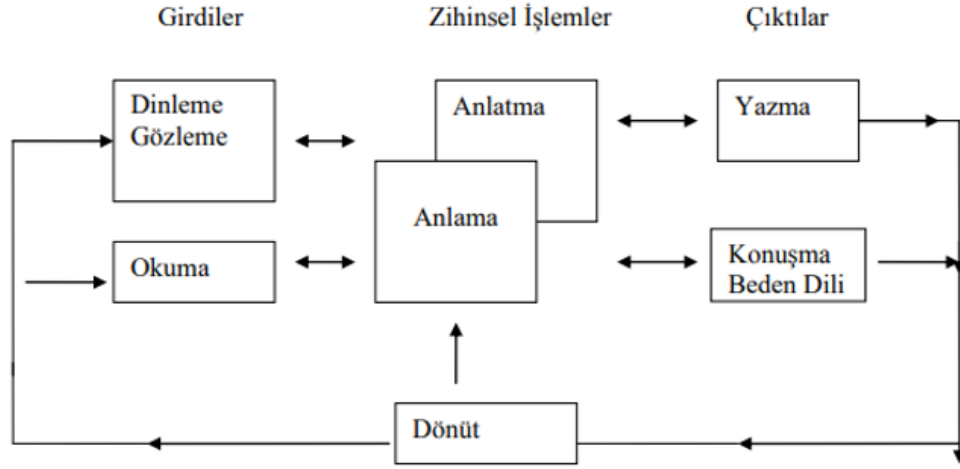 Girdiler
Zihinsel İşlemler
Çıktılar
Dinleme
Gözleme
Anlatma
Yazma
Anlama
Okuma
Konuşma
Beden Dili
Dönüt